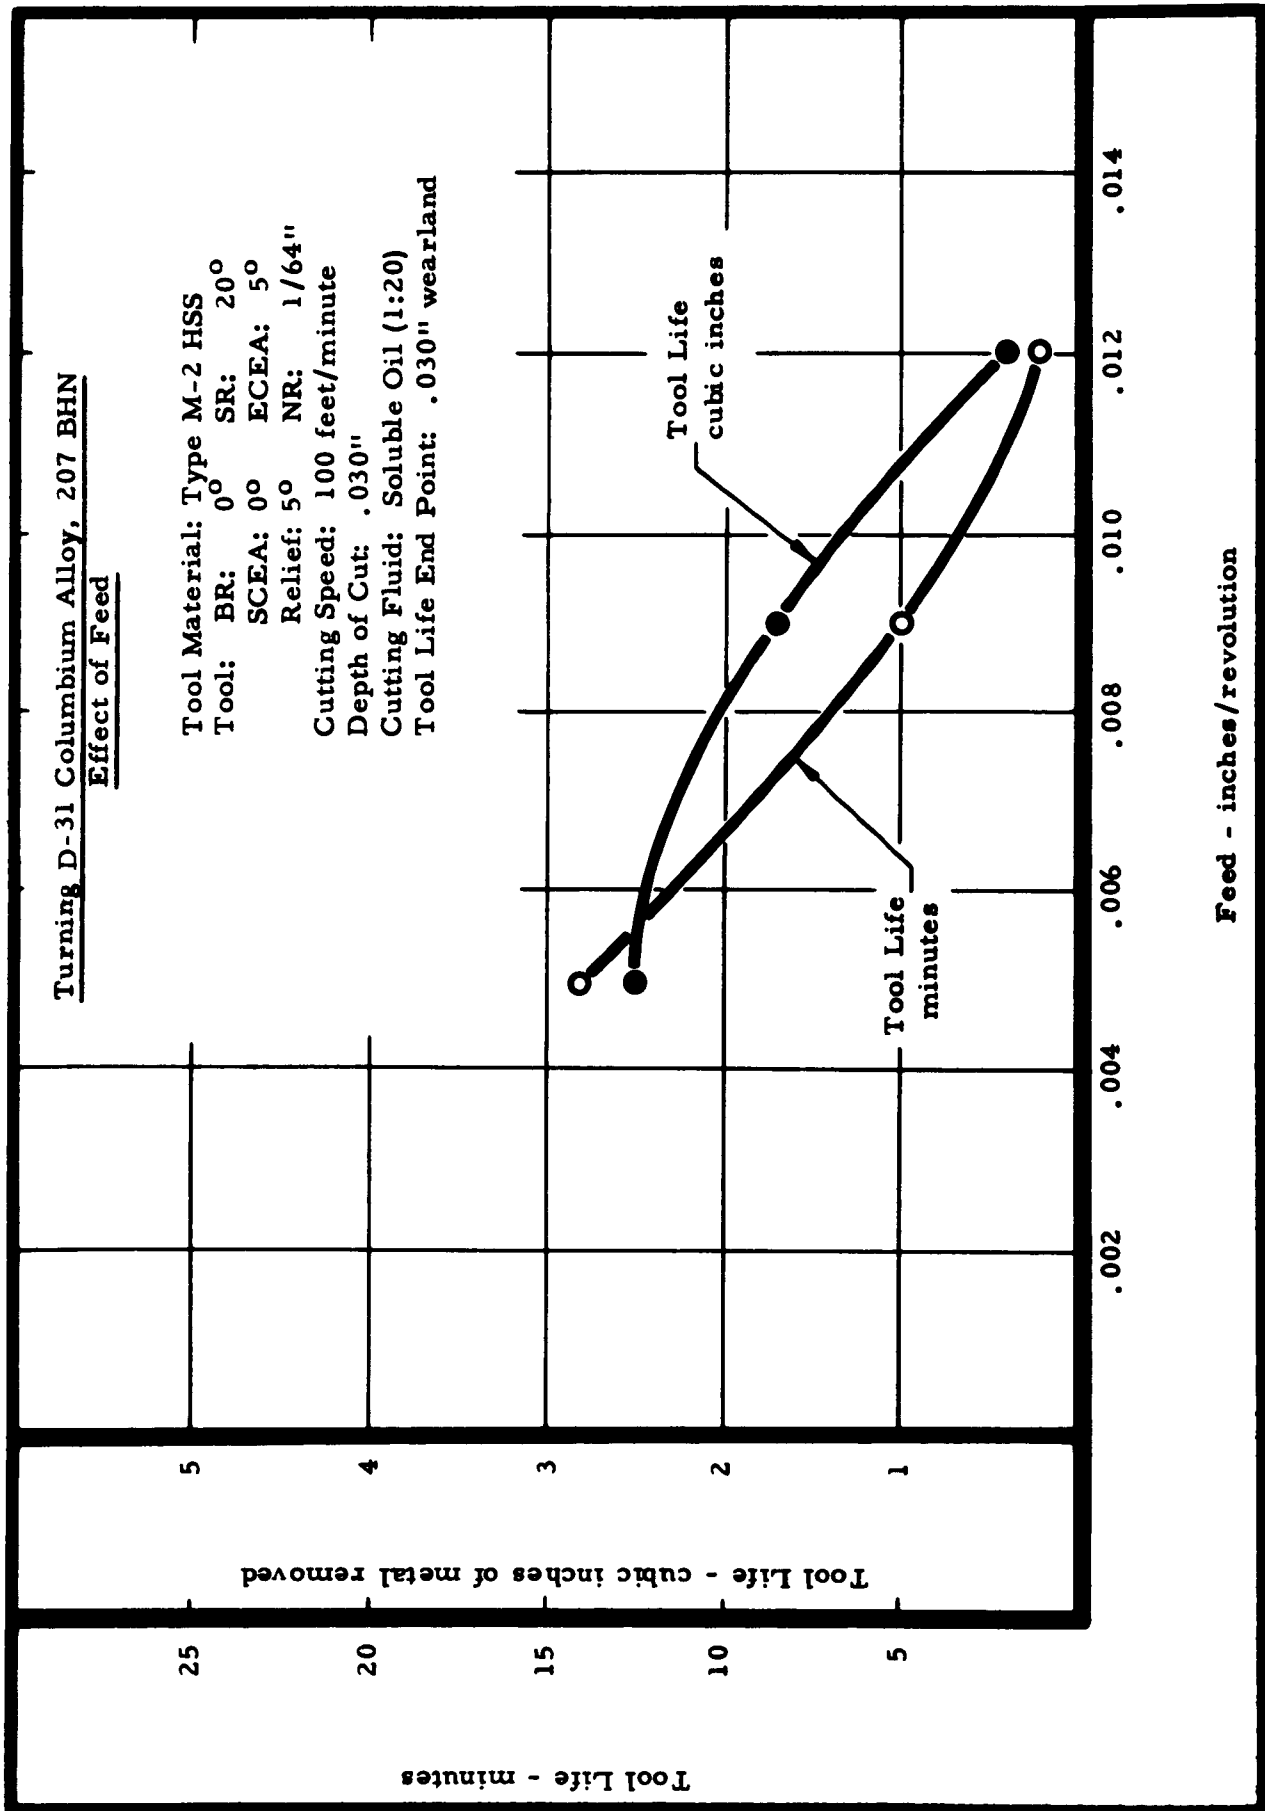 Turning D-31 Columbium Alloy, 207 BHN
Effect of Feed
Tool Material: Type M-2 HSS
Tool: BR: 0° SR: 20°
SCEA: 0° ECEA: 5°
Relief: 5° NR: 1/64"
Cutting Speed: 100 feet/minute
Depth of Cut: .030"
Cutting Fluid: Soluble Oil (1:20)
Tool Life End Point: .030" wearland
Tool Life
cubic inches
Tool Life
minutes
Tool Life - minutes
25
20
15
10
5
Tool Life - cubic inches of metal removed
5
4
3
2
1
.002
.004
.006
.008
.010
.012
.014
Feed - inches/revolution